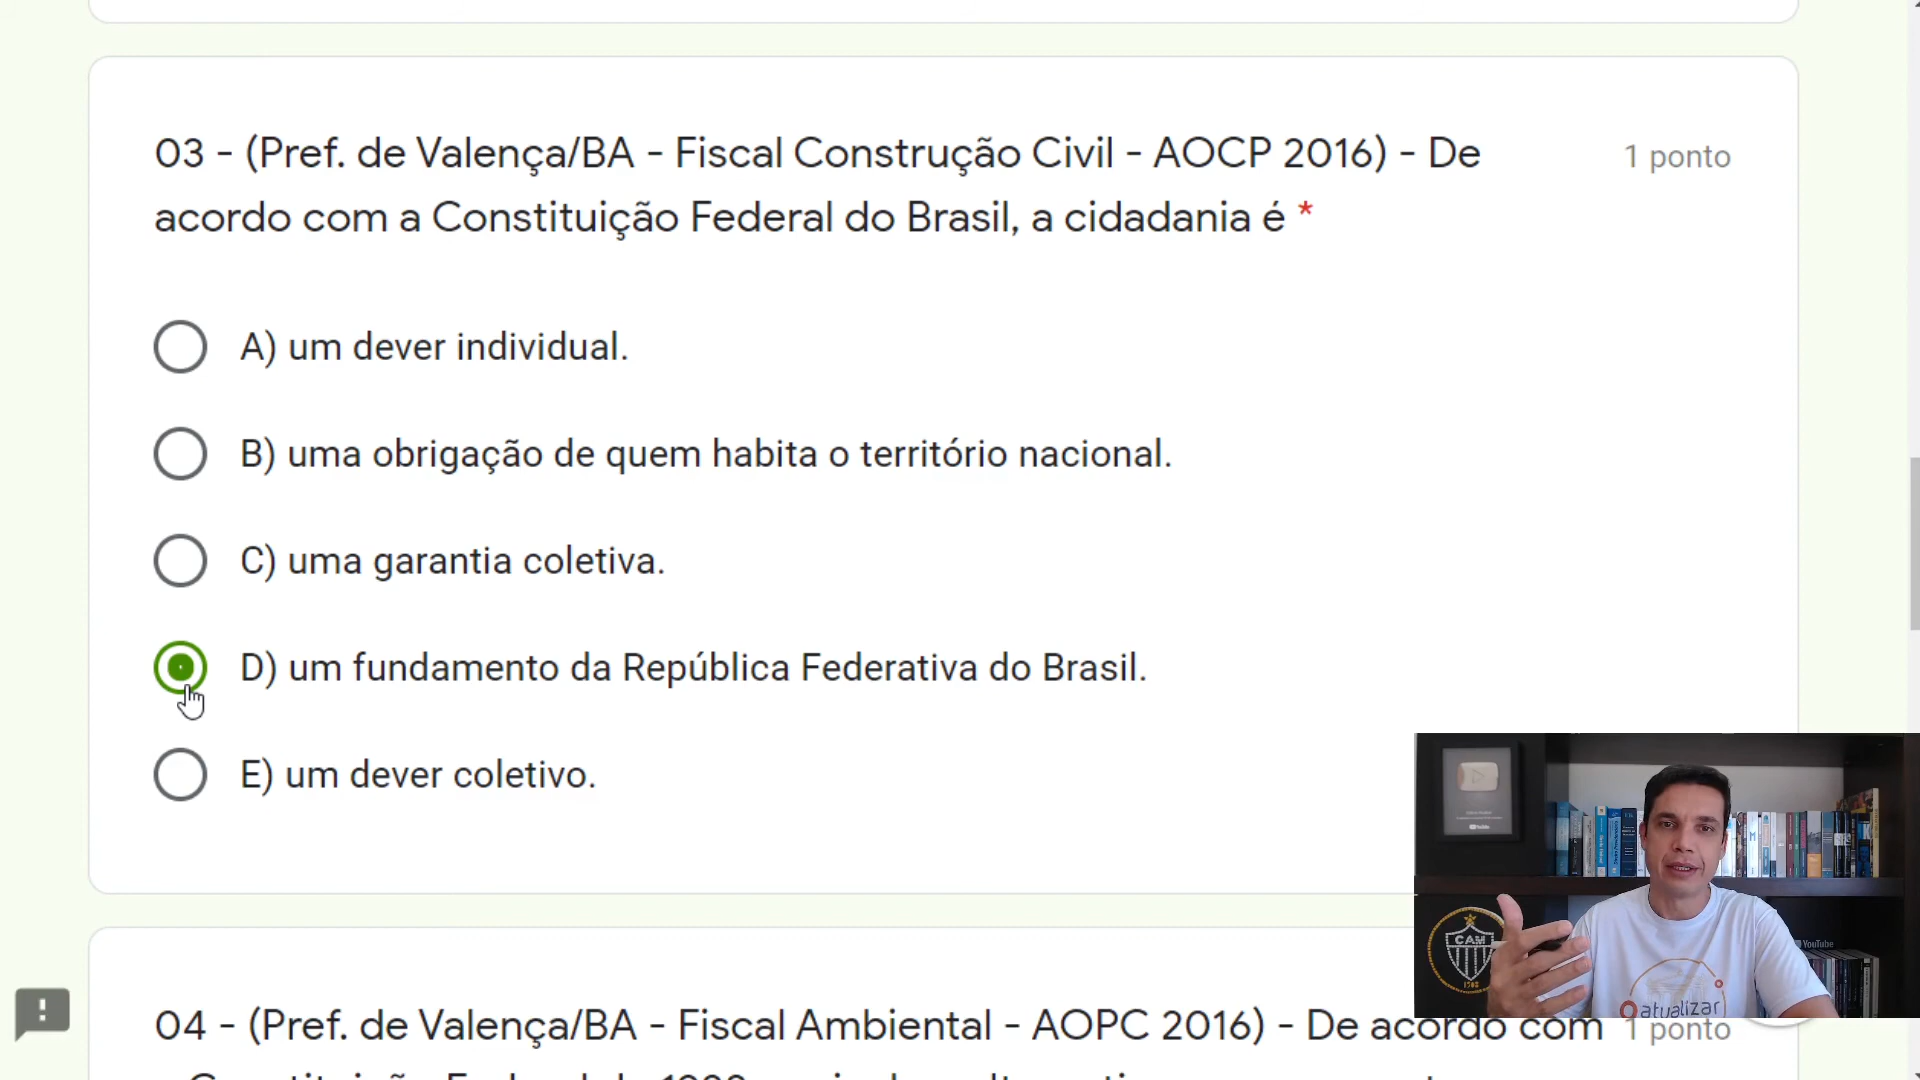 03 - (Pref. de Valença/BA - Fiscal Construção Civil - AOCP 2016) - De
acordo com a Constituição Federal do Brasil, a cidadania é *
1 ponto
A) um dever individual.
B) uma obrigação de quem habita o território nacional.
C) uma garantia coletiva.
D) um fundamento da República Federativa do Brasil.
E) um dever coletivo.
CAM
YouTube
atualizar
04 - (Pref. de Valença/BA - Fiscal Ambiental - AOPC 2016) - De acordo com
1 ponto